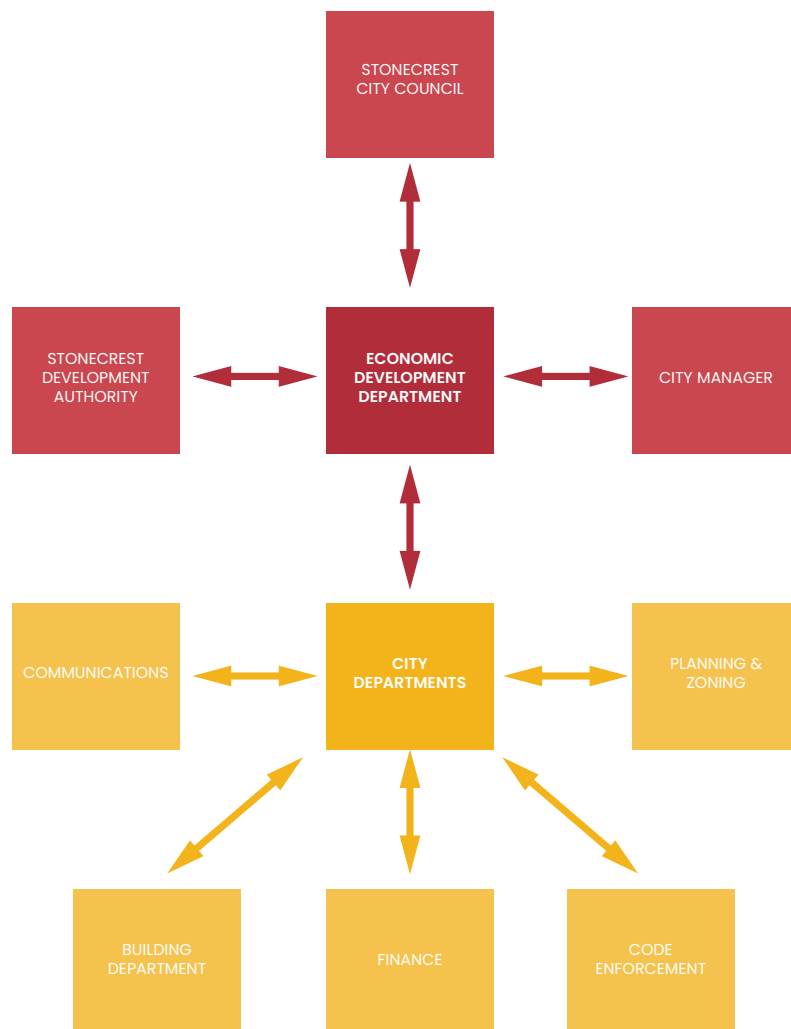 STONECREST
CITY COUNCIL
STONECREST
DEVELOPMENT
AUTHORITY
ECONOMIC
DEVELOPMENT
DEPARTMENT
CITY MANAGER
COMMUNICATIONS
CITY
DEPARTMENTS
PLANNING &
ZONING
BUILDING
DEPARTMENT
FINANCE
CODE
ENFORCEMENT